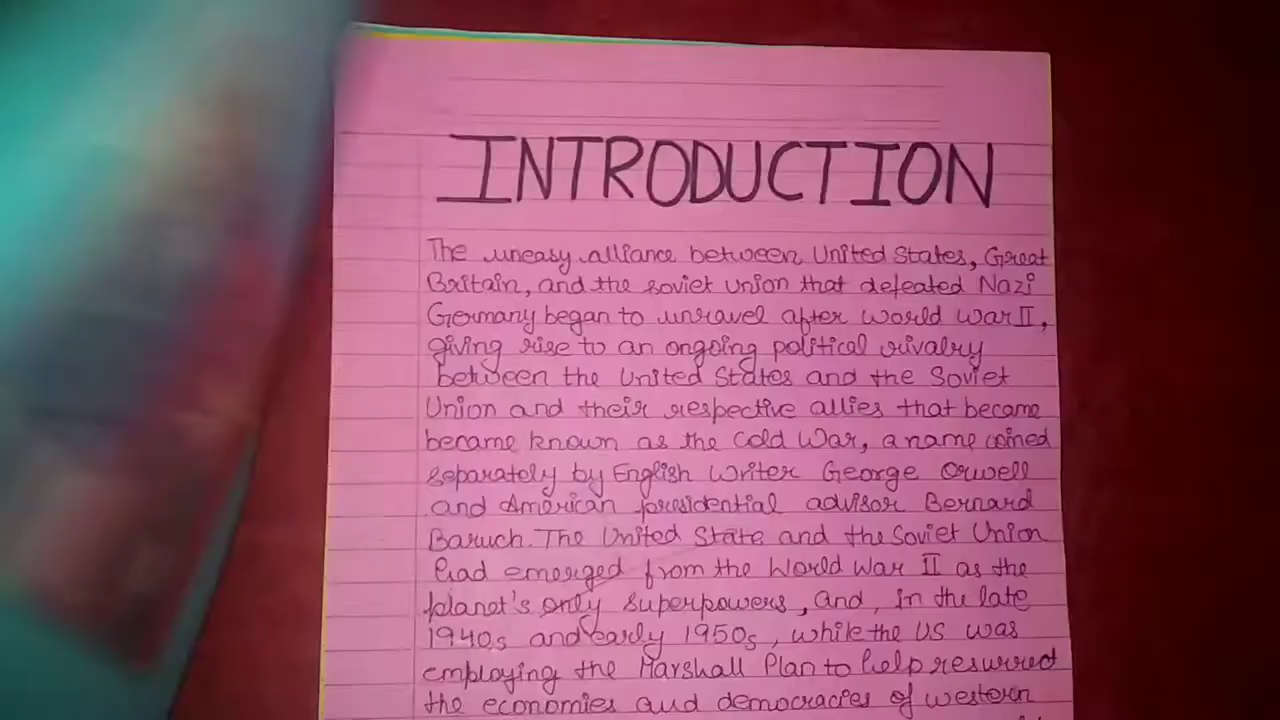 INTRODUCTION
The uneasy alliance between United States, Great
Britain, and the soviet union that defeated Nazi
Germany began to unravel after World War II,
giving rise to an ongoing political rivalry
between the United States and the Soviet
Union and their respective allies that became
became known as the Cold War, a name coined
separately by English Writer George Orwell
and American presidential advisor Bernard
Baruch. The United State and the Soviet Union
had emerged from the World War II as the
planet's only superpowers, and, in the late
1940s and early 1950s, while the US was
employing the Marshall Plan to help resurred
the economies and democracies of western